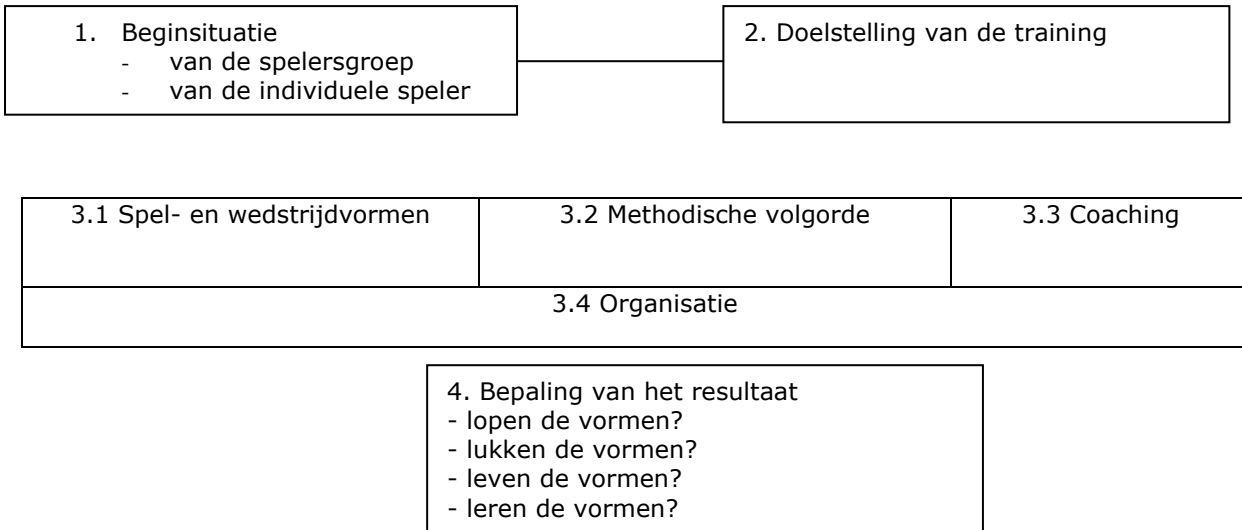 1. Beginsituatie
- van de spelersgroep
- van de individuele speler
2. Doelstelling van de training
3.1 Spel- en wedstrijdvormen
3.2 Methodische volgorde
3.3 Coaching
3.4 Organisatie
4. Bepaling van het resultaat
- lopen de vormen?
- lukken de vormen?
- leven de vormen?
- leren de vormen?